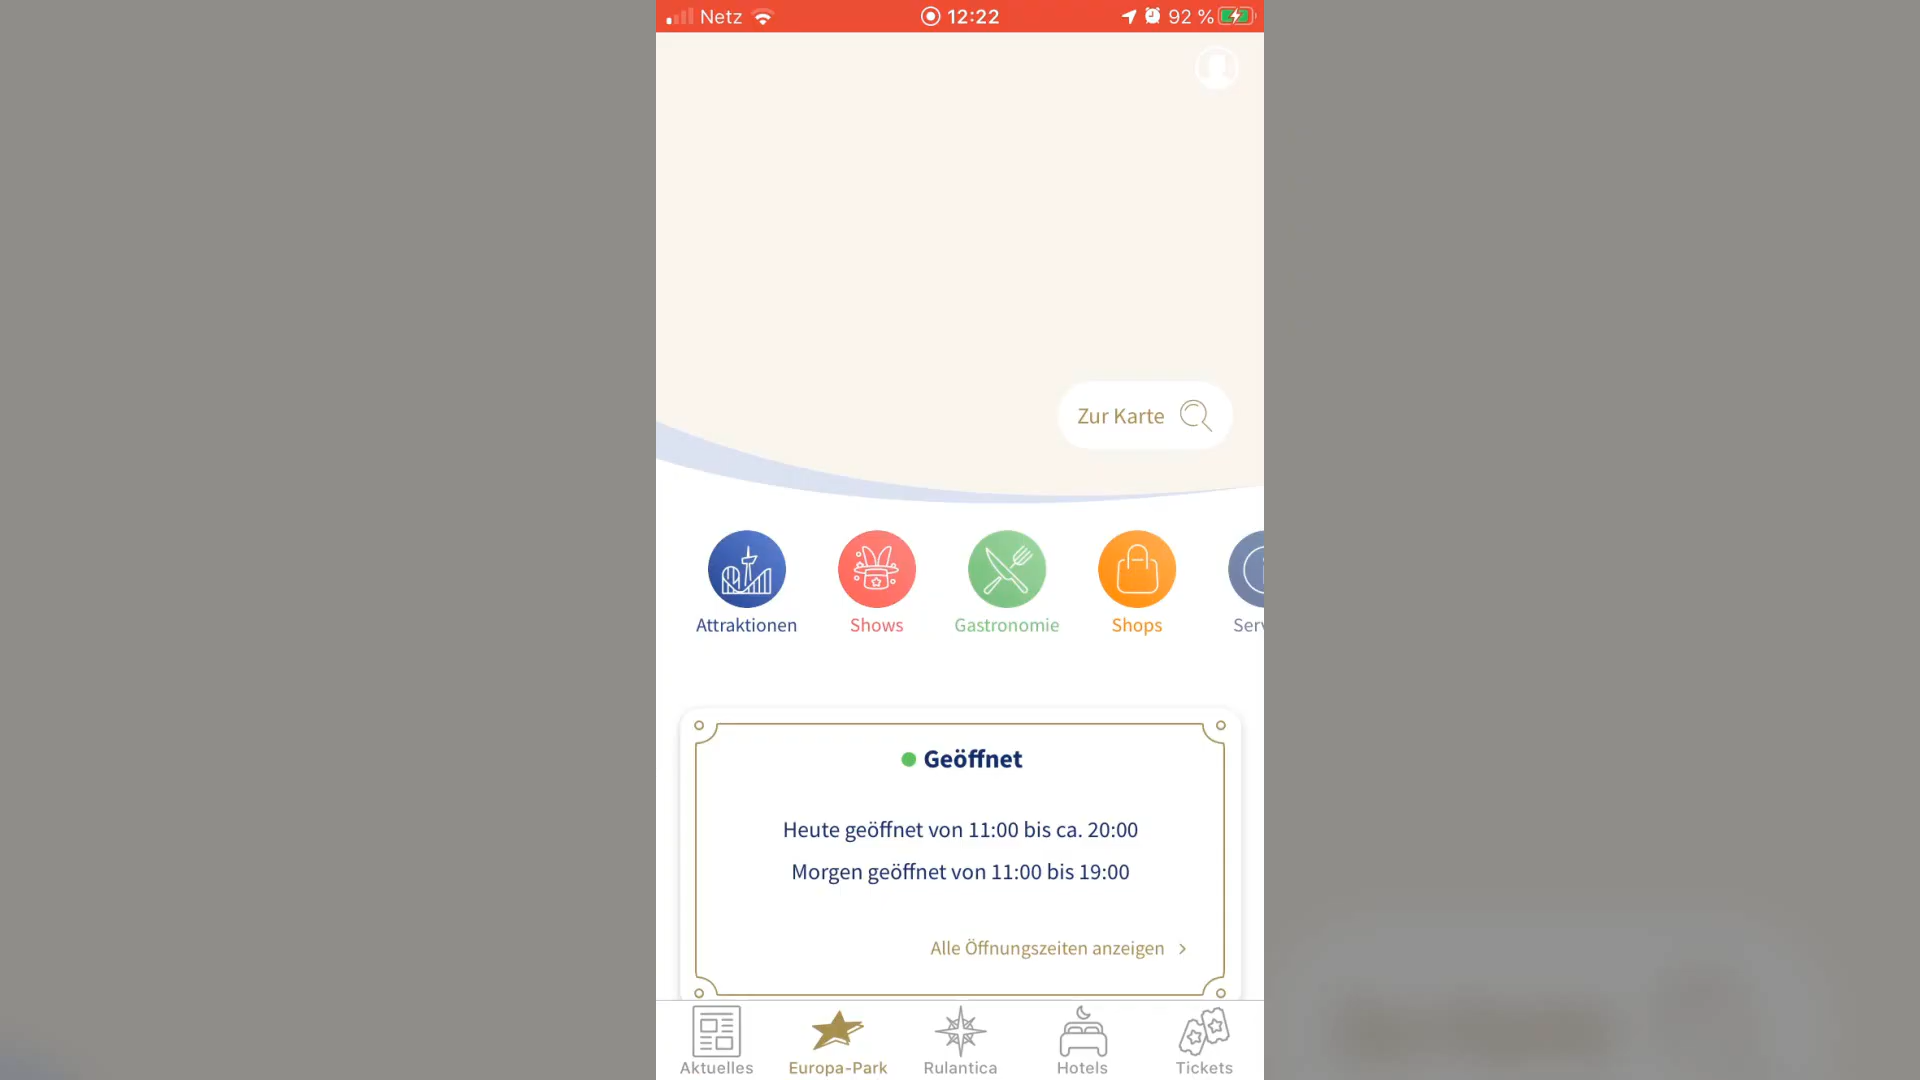 Netz 12:22 92 %
Zur Karte
Attraktionen Shows Gastronomie Shops Serv
Geöffnet
Heute geöffnet von 11:00 bis ca. 20:00
Morgen geöffnet von 11:00 bis 19:00
Alle Öffnungszeiten anzeigen
Aktuelles Europa-Park Rulantica Hotels Tickets